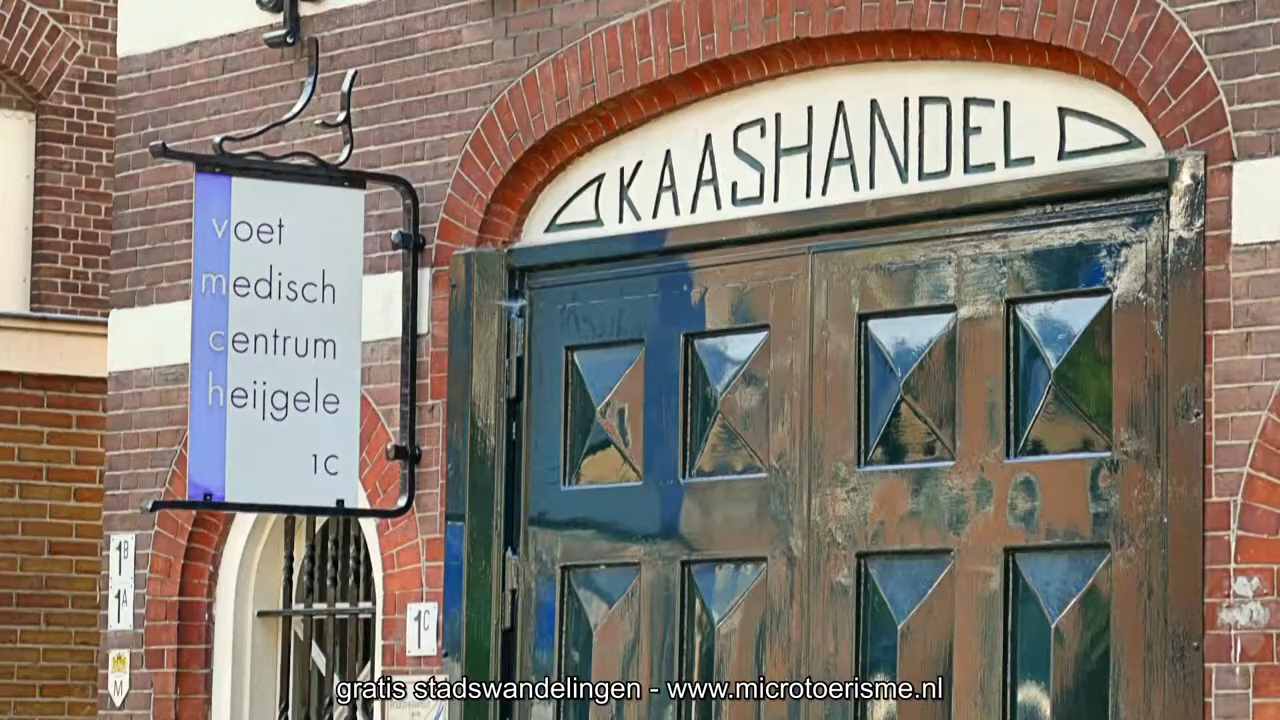 KAASHANDEL
voet
medisch
centrum
heijgele
1C
1B
1A
1C
M
gratis stadswandelingen - www.microtoerisme.nl